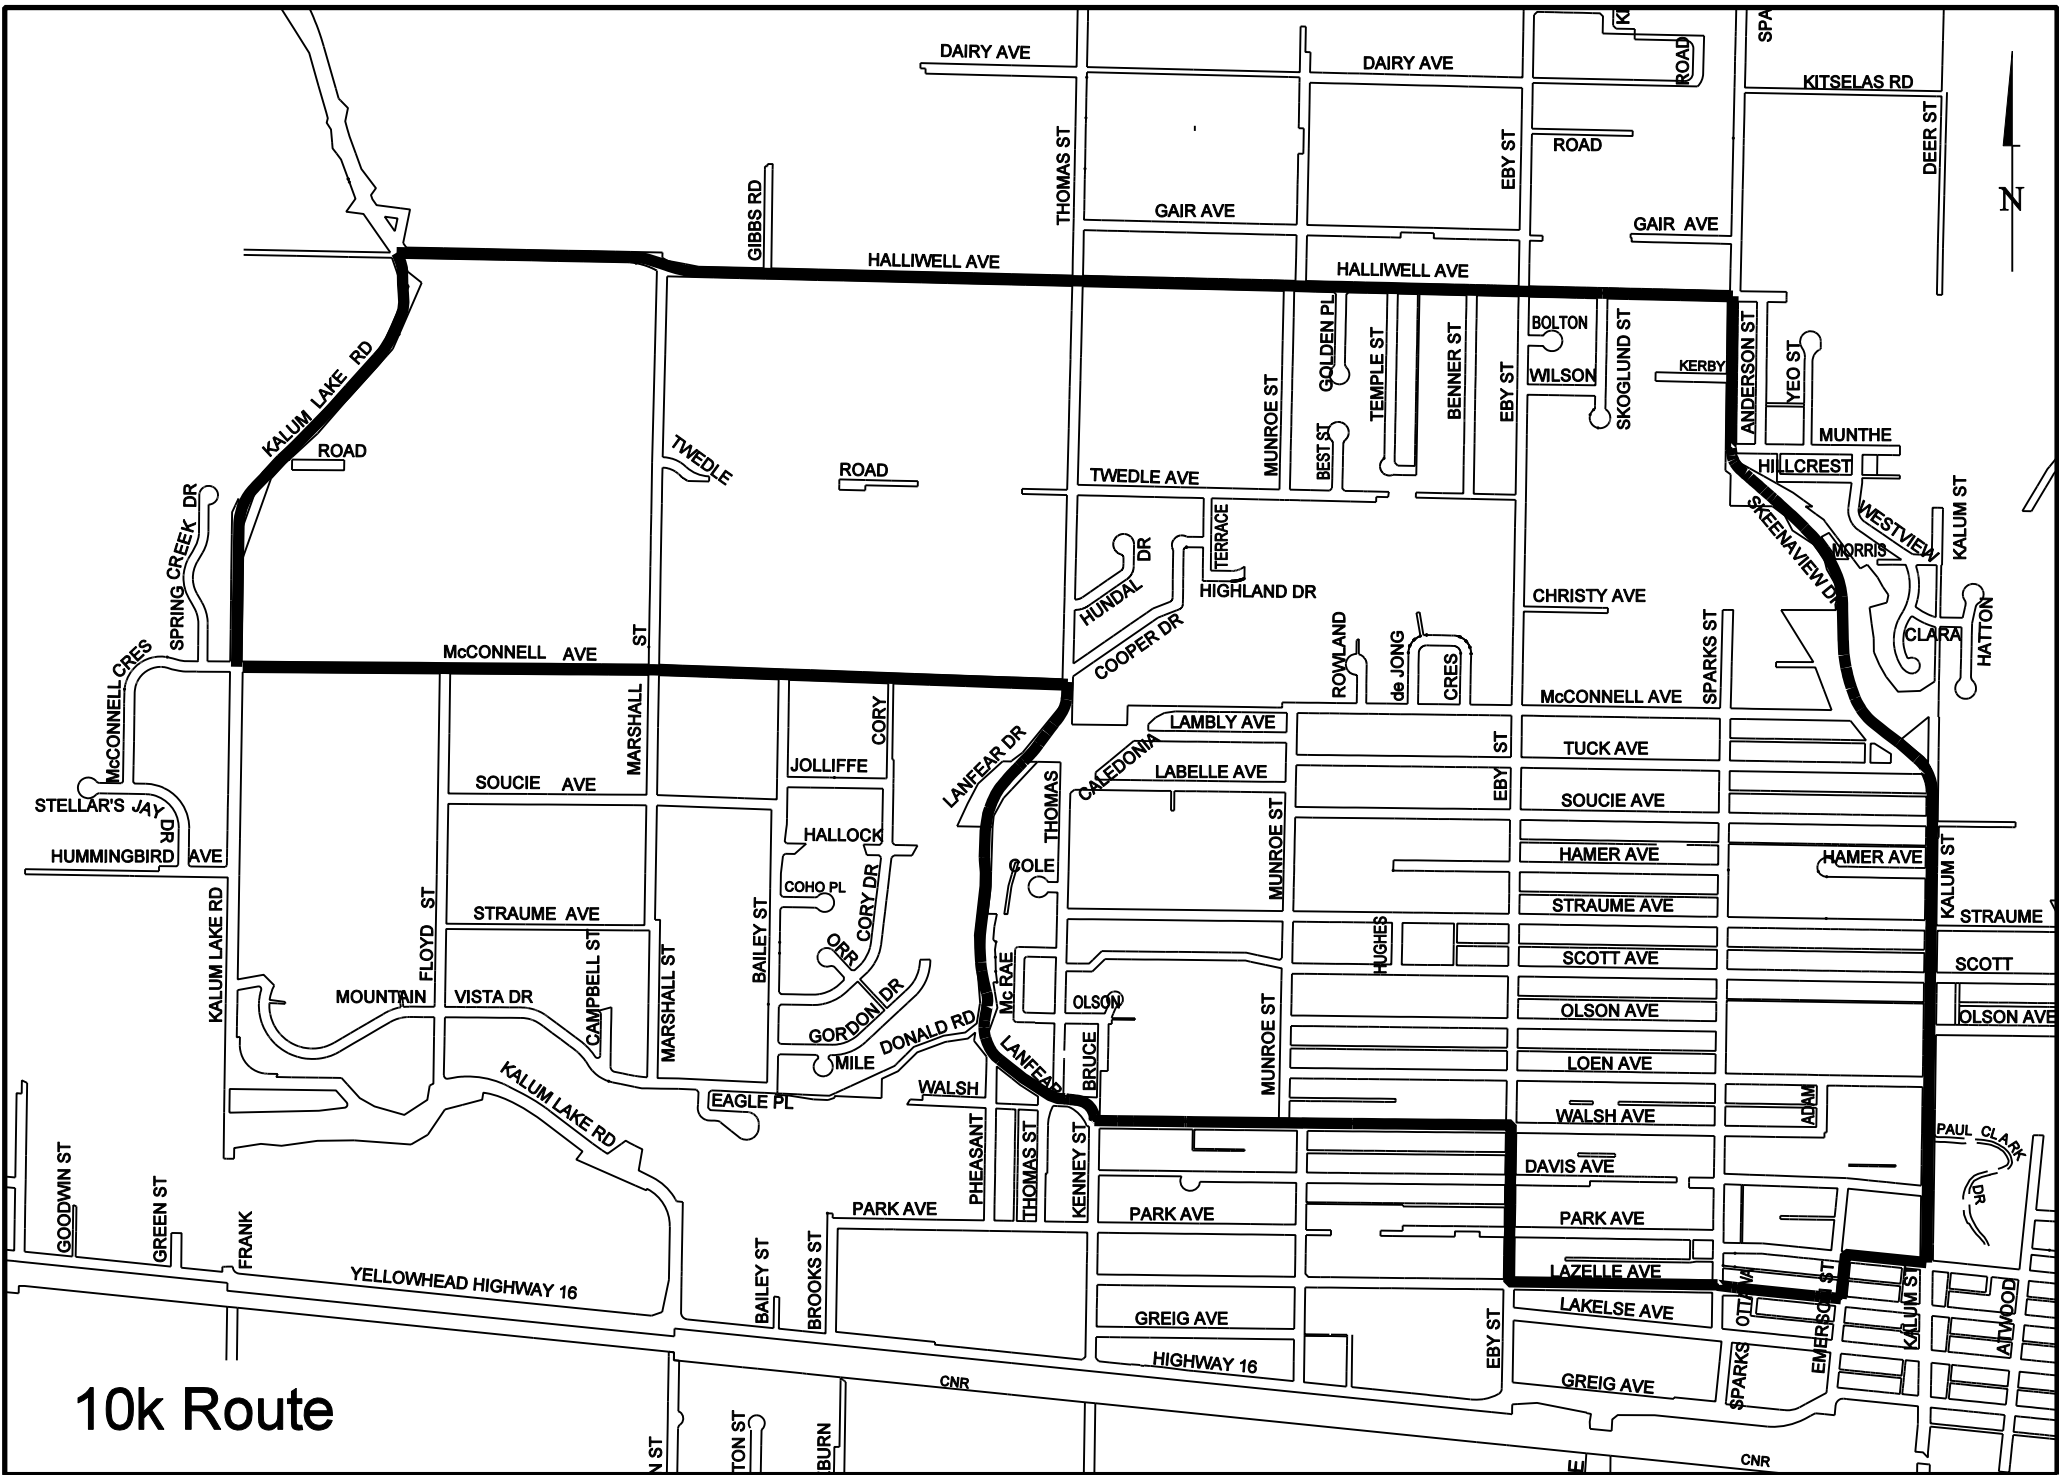 DAIRY AVE
DAIRY AVE
ROAD
SPA
KITSELAS RD
THOMAS ST
EBY ST
ROAD
DEER ST
N
GIBBS RD
GAIR AVE
GAIR AVE
HALLIWELL AVE
HALLIWELL AVE
KALUM LAKE RD
ROAD
TWEDLE
ROAD
TWEDLE AVE
MUNROE ST
GOLDEN PL
BEST ST
TEMPLE ST
BENNER ST
EBY ST
BOLTON
WILSON
SKOGLUND ST
KERBY
ANDERSON ST
YEO ST
MUNTHE
HILLCREST
SKEENAVIEW DR
WESTVIEW
MORRIS
KALUM ST
CLARA
HATTON
SPRING CREEK DR
McCONNELL CRES
STELLAR'S JAY DR
HUMMINGBIRD AVE
McCONNELL AVE
MARSHALL ST
TERRACE
HUNDAL DR
HIGHLAND DR
COOPER DR
ROWLAND
de JONG CRES
CHRISTY AVE
SPARKS ST
McCONNELL AVE
LANFEAR DR
CORY
JOLLIFFE
SOUCIE AVE
HALLOCK
COHO PL
CORY DR
ORR
GORDON DR
MILE
DONALD RD
LAMBLY AVE
CALEDONIA
LABELLE AVE
THOMAS
COLE
MUNROE ST
EBY ST
TUCK AVE
SOUCIE AVE
HAMER AVE
HAMER AVE
STRAUME AVE
KALUM ST
STRAUME
SCOTT AVE
SCOTT
OLSON AVE
OLSON AVE
LOEN AVE
WALSH AVE
ADAM
HUGHES
KALUM LAKE RD
FLOYD ST
STRAUME AVE
CAMPBELL ST
MARSHALL ST
BAILEY ST
MOUNTAIN VISTA DR
KALUM LAKE RD
EAGLE PL
WALSH
Mc RAE
OLSON
LANFEAR
BRUCE
MUNROE ST
PHEASANT
THOMAS ST
KENNEY ST
DAVIS AVE
PAUL CLARK DR
PARK AVE
PARK AVE
PARK AVE
GOODWIN ST
GREEN ST
FRANK
YELLOWHEAD HIGHWAY 16
BAILEY ST
BROOKS ST
GREIG AVE
HIGHWAY 16
EBY ST
LAZELLE AVE
LAKELSE AVE
OTTAWA
EMERSON ST
KALUM ST
ATWOOD
SPARKS
GREIG AVE
CNR
CNR
10k Route
N ST
TON ST
BURN
E